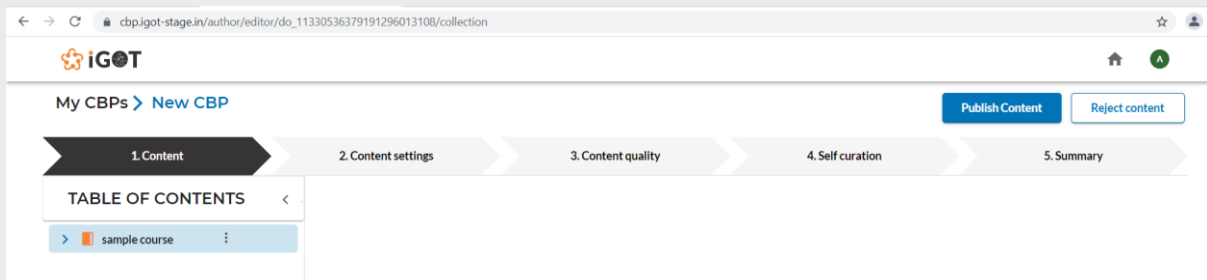 cbp.igot-stage.in/author/editor/do_11330536379191296013108/collection
iGOT
A
My CBPs > New CBP
Publish Content
Reject content
1. Content
2. Content settings
3. Content quality
4. Self curation
5. Summary
TABLE OF CONTENTS
sample course